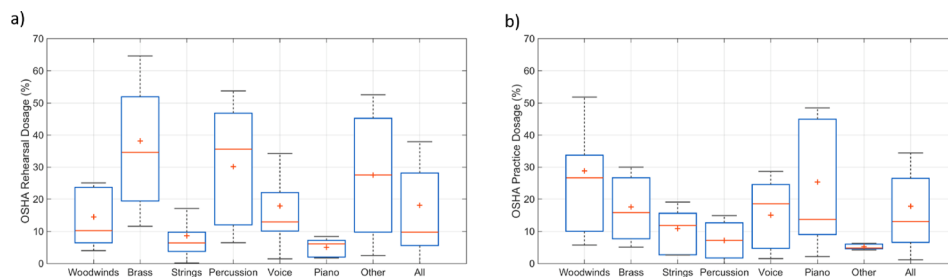 a)
OSHA Rehearsal Dosage (%)
70
60
50
40
30
20
10
0
Woodwinds Brass Strings Percussion Voice Piano Other All
b)
OSHA Practice Dosage (%)
70
60
50
40
30
20
10
0
Woodwinds Brass Strings Percussion Voice Piano Other All